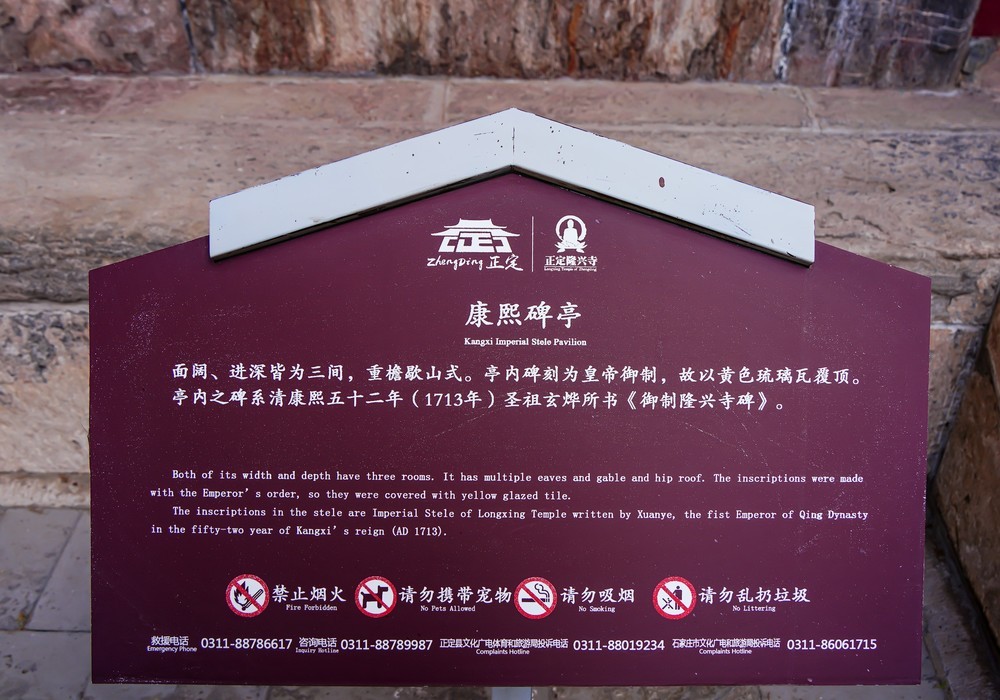 ZhengDing 正定
正定隆兴寺
Longxing Temple of Zhengding
康熙碑亭
Kangxi Imperial Stele Pavilion
面阔、进深皆为三间，重檐歇山式。亭内碑刻为皇帝御制，故以黄色琉璃瓦覆顶。
亭内之碑系清康熙五十二年（1713年）圣祖玄烨所书《御制隆兴寺碑》。
Both of its width and depth have three rooms. It has multiple eaves and gable and hip roof. The inscriptions were made
with the Emperor’s order, so they were covered with yellow glazed tile.
The inscriptions in the stele are Imperial Stele of Longxing Temple written by Xuanye, the fist Emperor of Qing Dynasty
in the fifty-two year of Kangxi’s reign (AD 1713).
禁止烟火 请勿携带宠物 请勿吸烟 请勿乱扔垃圾
Fire Forbidden No Pets Allowed No Smoking No Littering
救援电话 0311-88786617 咨询电话 0311-88789987 正定县文化广电体育和旅游局投诉电话 0311-88019234 石家庄市文化广电和旅游局投诉电话 0311-86061715
Emergency Phone Inquiry Hotline Complaints Hotline Complaints Hotline